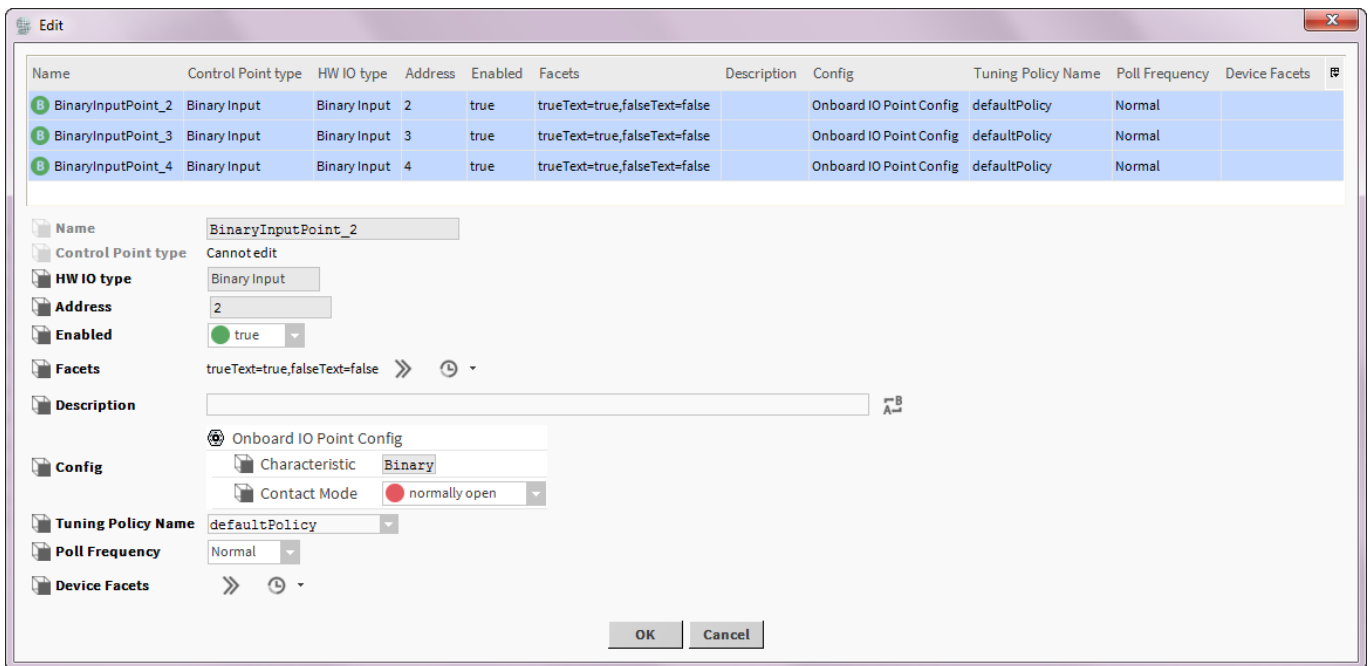 Edit
Name Control Point type HW IO type Address Enabled Facets Description Config Tuning Policy Name Poll Frequency Device Facets
B BinaryInputPoint_2 Binary Input Binary Input 2 true trueText=true,falseText=false Onboard IO Point Config defaultPolicy Normal
B BinaryInputPoint_3 Binary Input Binary Input 3 true trueText=true,falseText=false Onboard IO Point Config defaultPolicy Normal
B BinaryInputPoint_4 Binary Input Binary Input 4 true trueText=true,falseText=false Onboard IO Point Config defaultPolicy Normal
Name BinaryInputPoint_2
Control Point type Cannot edit
HW IO type Binary Input
Address 2
Enabled true
Facets trueText=true,falseText=false
Description
Onboard IO Point Config
Characteristic Binary
Config
Contact Mode normally open
Tuning Policy Name defaultPolicy
Poll Frequency Normal
Device Facets
OK Cancel